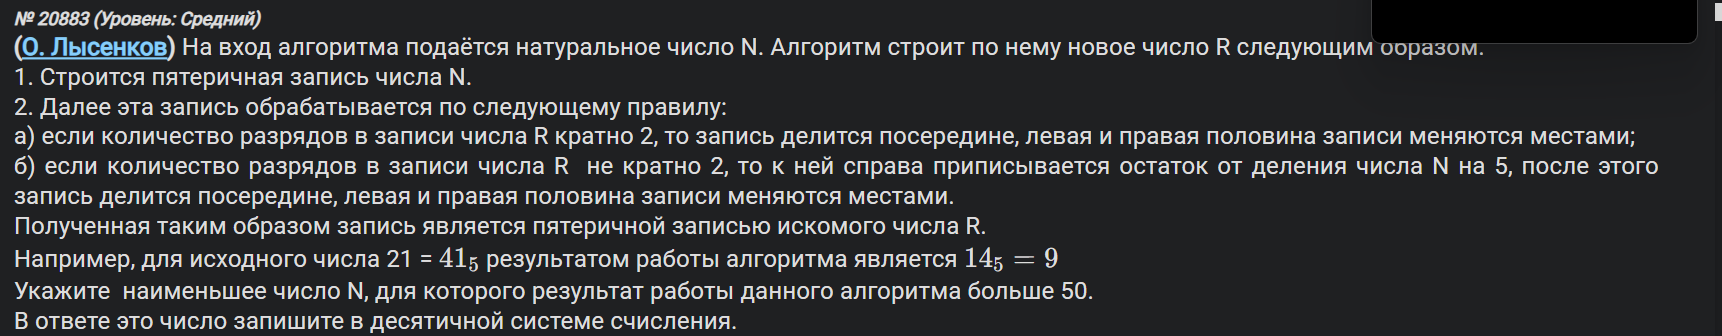 № 20883 (Уровень: Средний)
(О. Лысенков) На вход алгоритма подаётся натуральное число N. Алгоритм строит по нему новое число R следующим образом.
1. Строится пятеричная запись числа N.
2. Далее эта запись обрабатывается по следующему правилу:
а) если количество разрядов в записи числа R кратно 2, то запись делится посередине, левая и правая половина записи меняются местами;
б) если количество разрядов в записи числа R не кратно 2, то к ней справа приписывается остаток от деления числа N на 5, после этого
запись делится посередине, левая и правая половина записи меняются местами.
Полученная таким образом запись является пятеричной записью искомого числа R.
Например, для исходного числа 21 = 41₅ результатом работы алгоритма является 14₅ = 9
Укажите наименьшее число N, для которого результат работы данного алгоритма больше 50.
В ответе это число запишите в десятичной системе счисления.